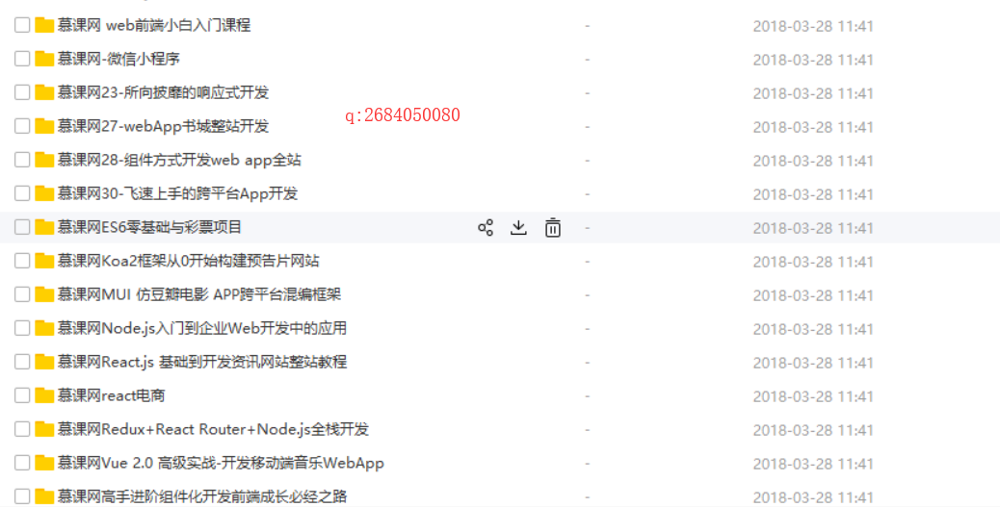 慕课网 web前端小白入门课程 - 2018-03-28 11:41
慕课网-微信小程序 - 2018-03-28 11:41
慕课网23-所向披靡的响应式开发 - 2018-03-28 11:41
q:2684050080
慕课网27-webApp书城整站开发 - 2018-03-28 11:41
慕课网28-组件方式开发web app全站 - 2018-03-28 11:41
慕课网30-飞速上手的跨平台App开发 - 2018-03-28 11:41
慕课网ES6零基础与彩票项目 - 2018-03-28 11:41
慕课网Koa2框架从0开始构建预告片网站 - 2018-03-28 11:41
慕课网MUI 仿豆瓣电影 APP跨平台混编框架 - 2018-03-28 11:41
慕课网Node.js入门到企业Web开发中的应用 - 2018-03-28 11:41
慕课网React.js 基础到开发资讯网站整站教程 - 2018-03-28 11:41
慕课网react电商 - 2018-03-28 11:41
慕课网Redux+React Router+Node.js全栈开发 - 2018-03-28 11:41
慕课网Vue 2.0 高级实战-开发移动端音乐WebApp - 2018-03-28 11:41
慕课网高手进阶组件化开发前端成长必经之路 - 2018-03-28 11:41